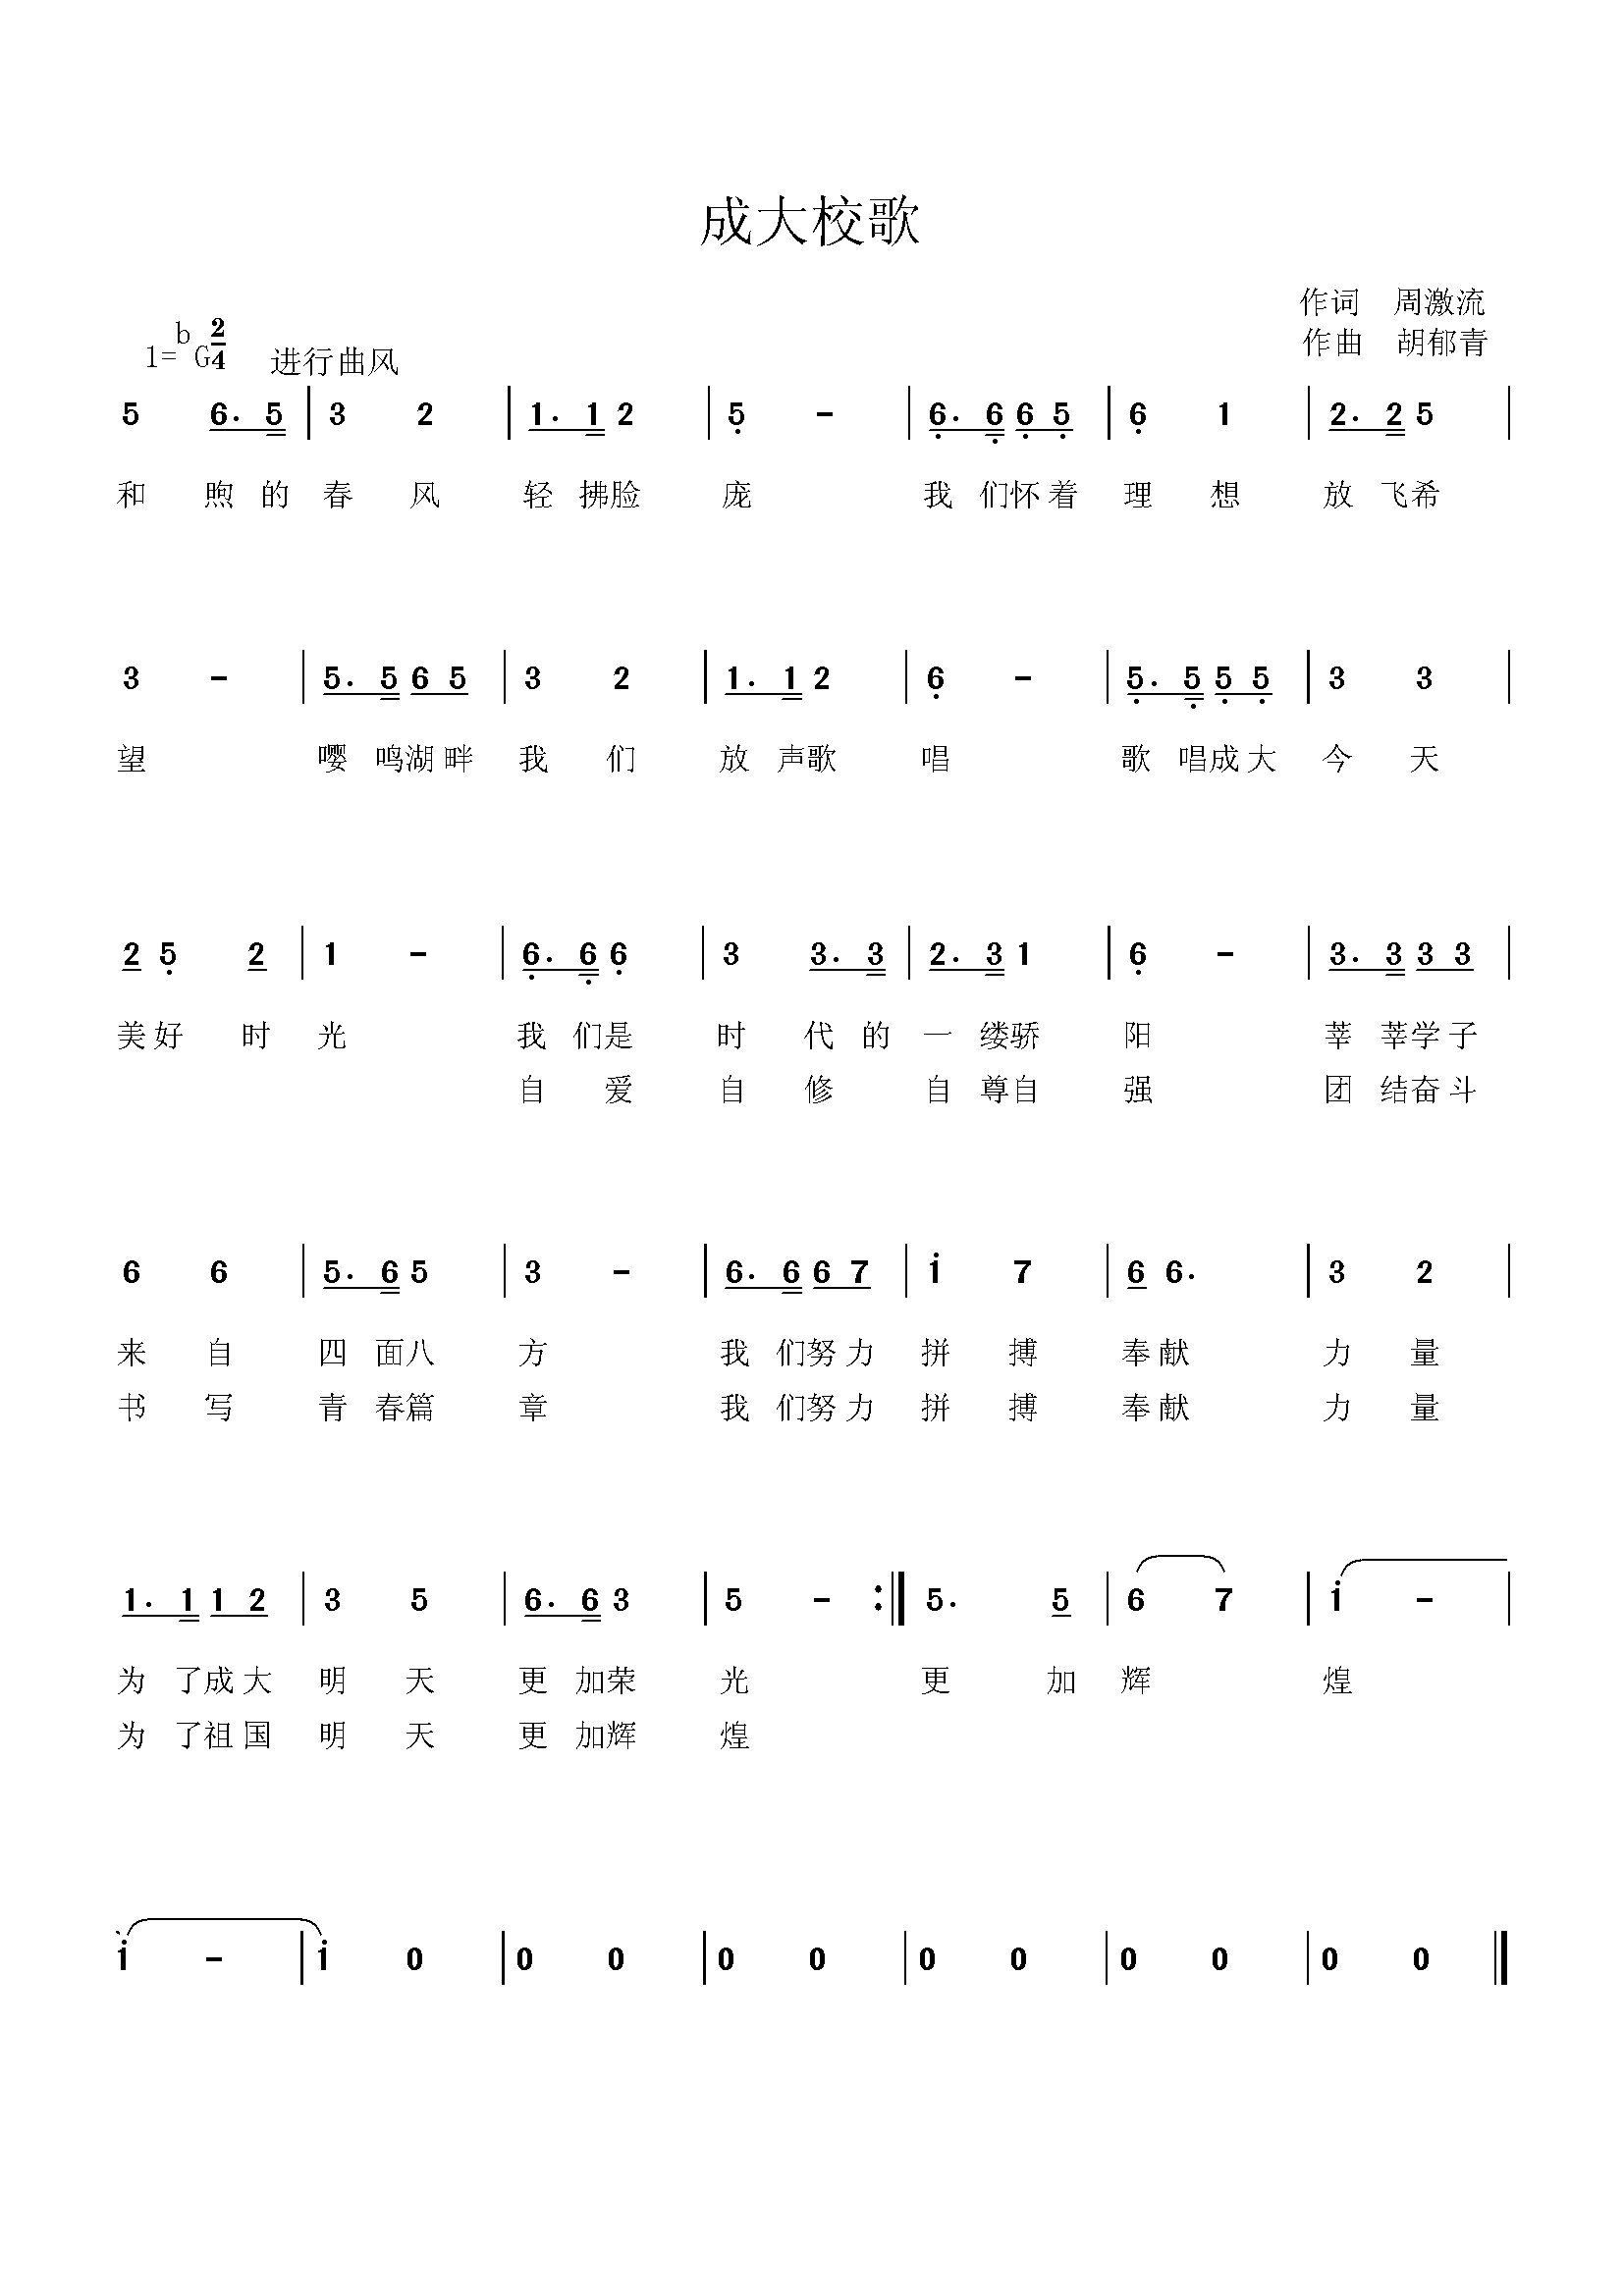 成大校歌
作词 周激流
作曲 胡郁青
1=bG 2/4 进行曲风
5 6. 5 | 3 2 | 1. 1 2 | 5 - | 6. 6 6 5 | 6 1 | 2. 2 5 |
和 煦 的 春 风 轻 拂脸 庞 我 们怀 着 理 想 放 飞希
3 - | 5. 5 6 5 | 3 2 | 1. 1 2 | 6 - | 5. 5 5 5 | 3 3 |
望 嘤 鸣湖 畔 我 们 放 声歌 唱 歌 唱成 大 今 天
2 5 2 | 1 - | 6. 6 6 | 3 3. 3 | 2. 3 1 | 6 - | 3. 3 3 3 |
美 好 时 光 我 们是 时 代 的 一 缕骄 阳 莘 莘学 子
自 爱 自 修 自 尊自 强 团 结奋 斗
6 6 | 5. 6 5 | 3 - | 6. 6 6 7 | 1 7 | 6 6. | 3 2 |
来 自 四 面八 方 我 们努 力 拼 搏 奉 献 力 量
书 写 青 春篇 章 我 们努 力 拼 搏 奉 献 力 量
1. 1 1 2 | 3 5 | 6. 6 3 | 5 - :| 5. 5 | 6 7 | 1 - |
为 了成 大 明 天 更 加荣 光 更 加 辉 煌
为 了祖 国 明 天 更 加辉 煌
1 - | 1 0 | 0 0 | 0 0 | 0 0 | 0 0 | 0 0 |